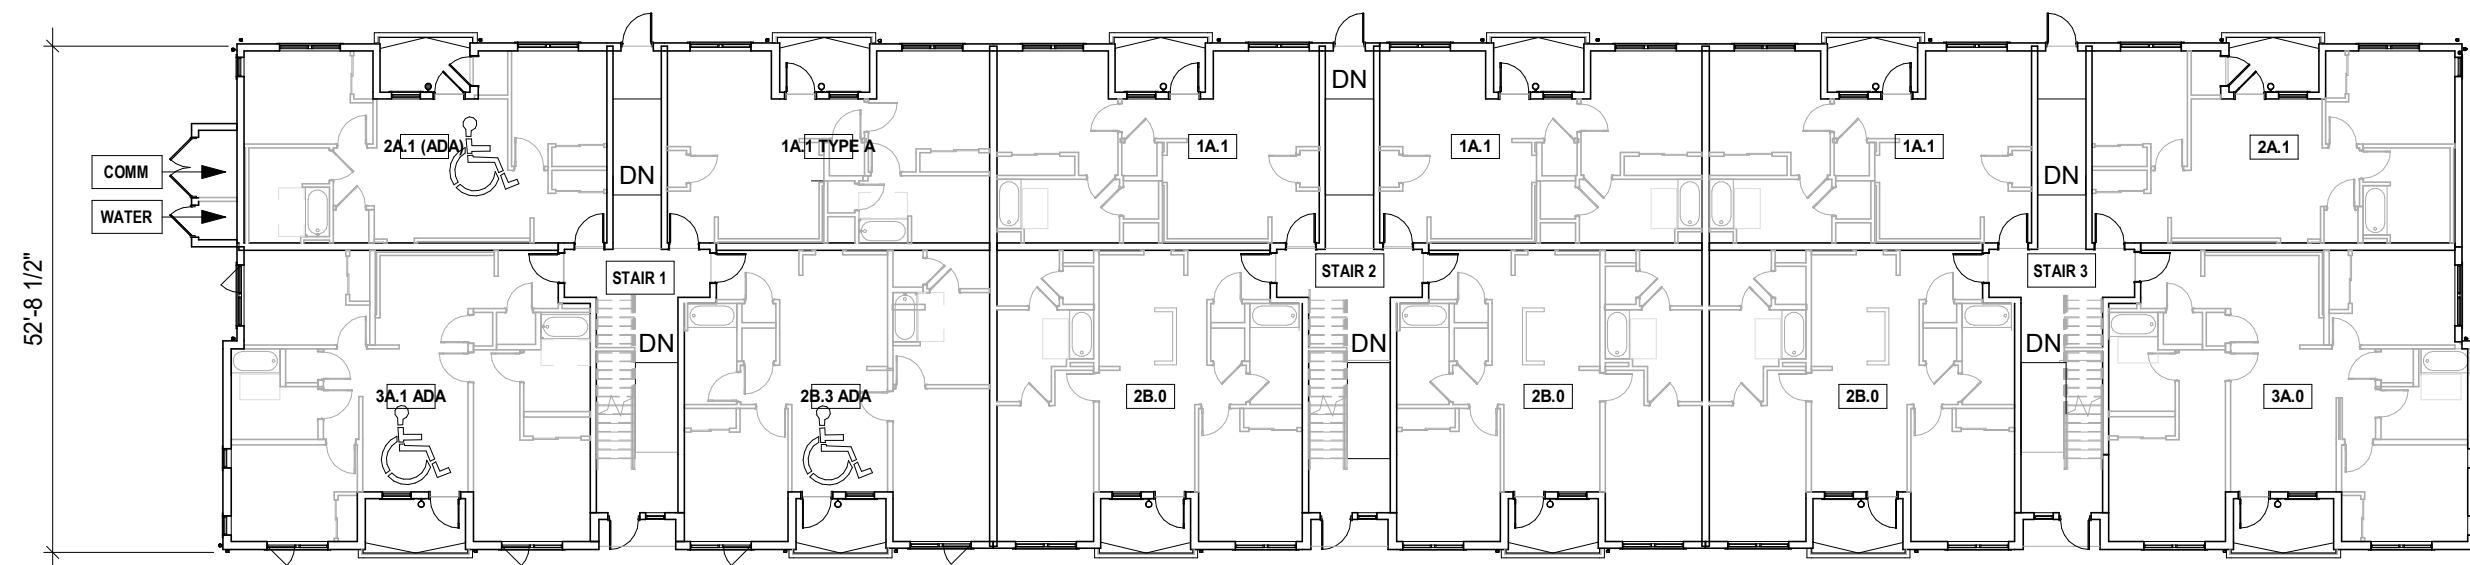 DN
2A.1 (ADA)
1A.1 TYPE A
1A.1
1A.1
1A.1
2A.1
COMM
DN
DN
WATER
STAIR 1
STAIR 2
STAIR 3
52'-8 1/2"
DN
DN
DN
3A.1 ADA
2B.3 ADA
2B.0
2B.0
2B.0
3A.0